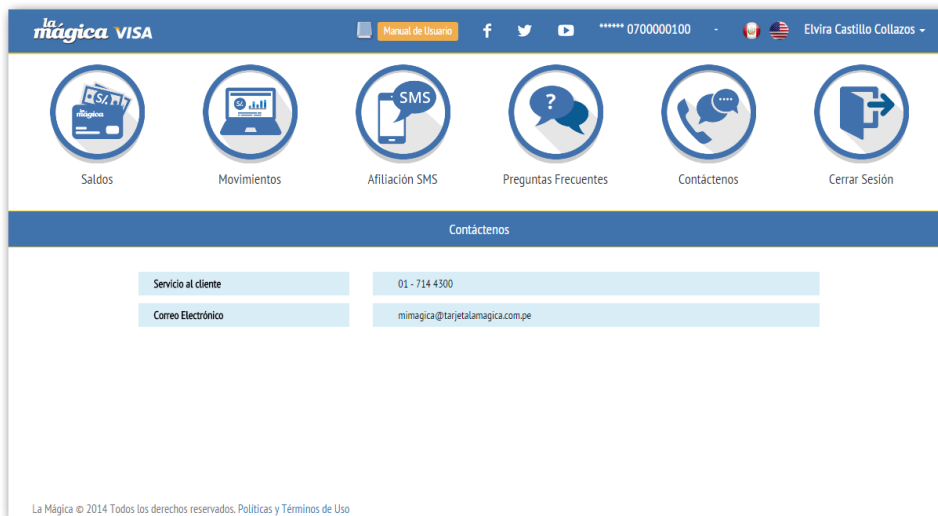 la mágica VISA Manual de Usuario ****** 0700000100 - Elvira Castillo Collazos
S/. mágica
SMS
?
Saldos Movimientos Afiliación SMS Preguntas Frecuentes Contáctenos Cerrar Sesión
Contáctenos
Servicio al cliente 01 - 714 4300
Correo Electrónico mimagica@tarjetalamagica.com.pe
La Mágica © 2014 Todos los derechos reservados. Políticas y Términos de Uso